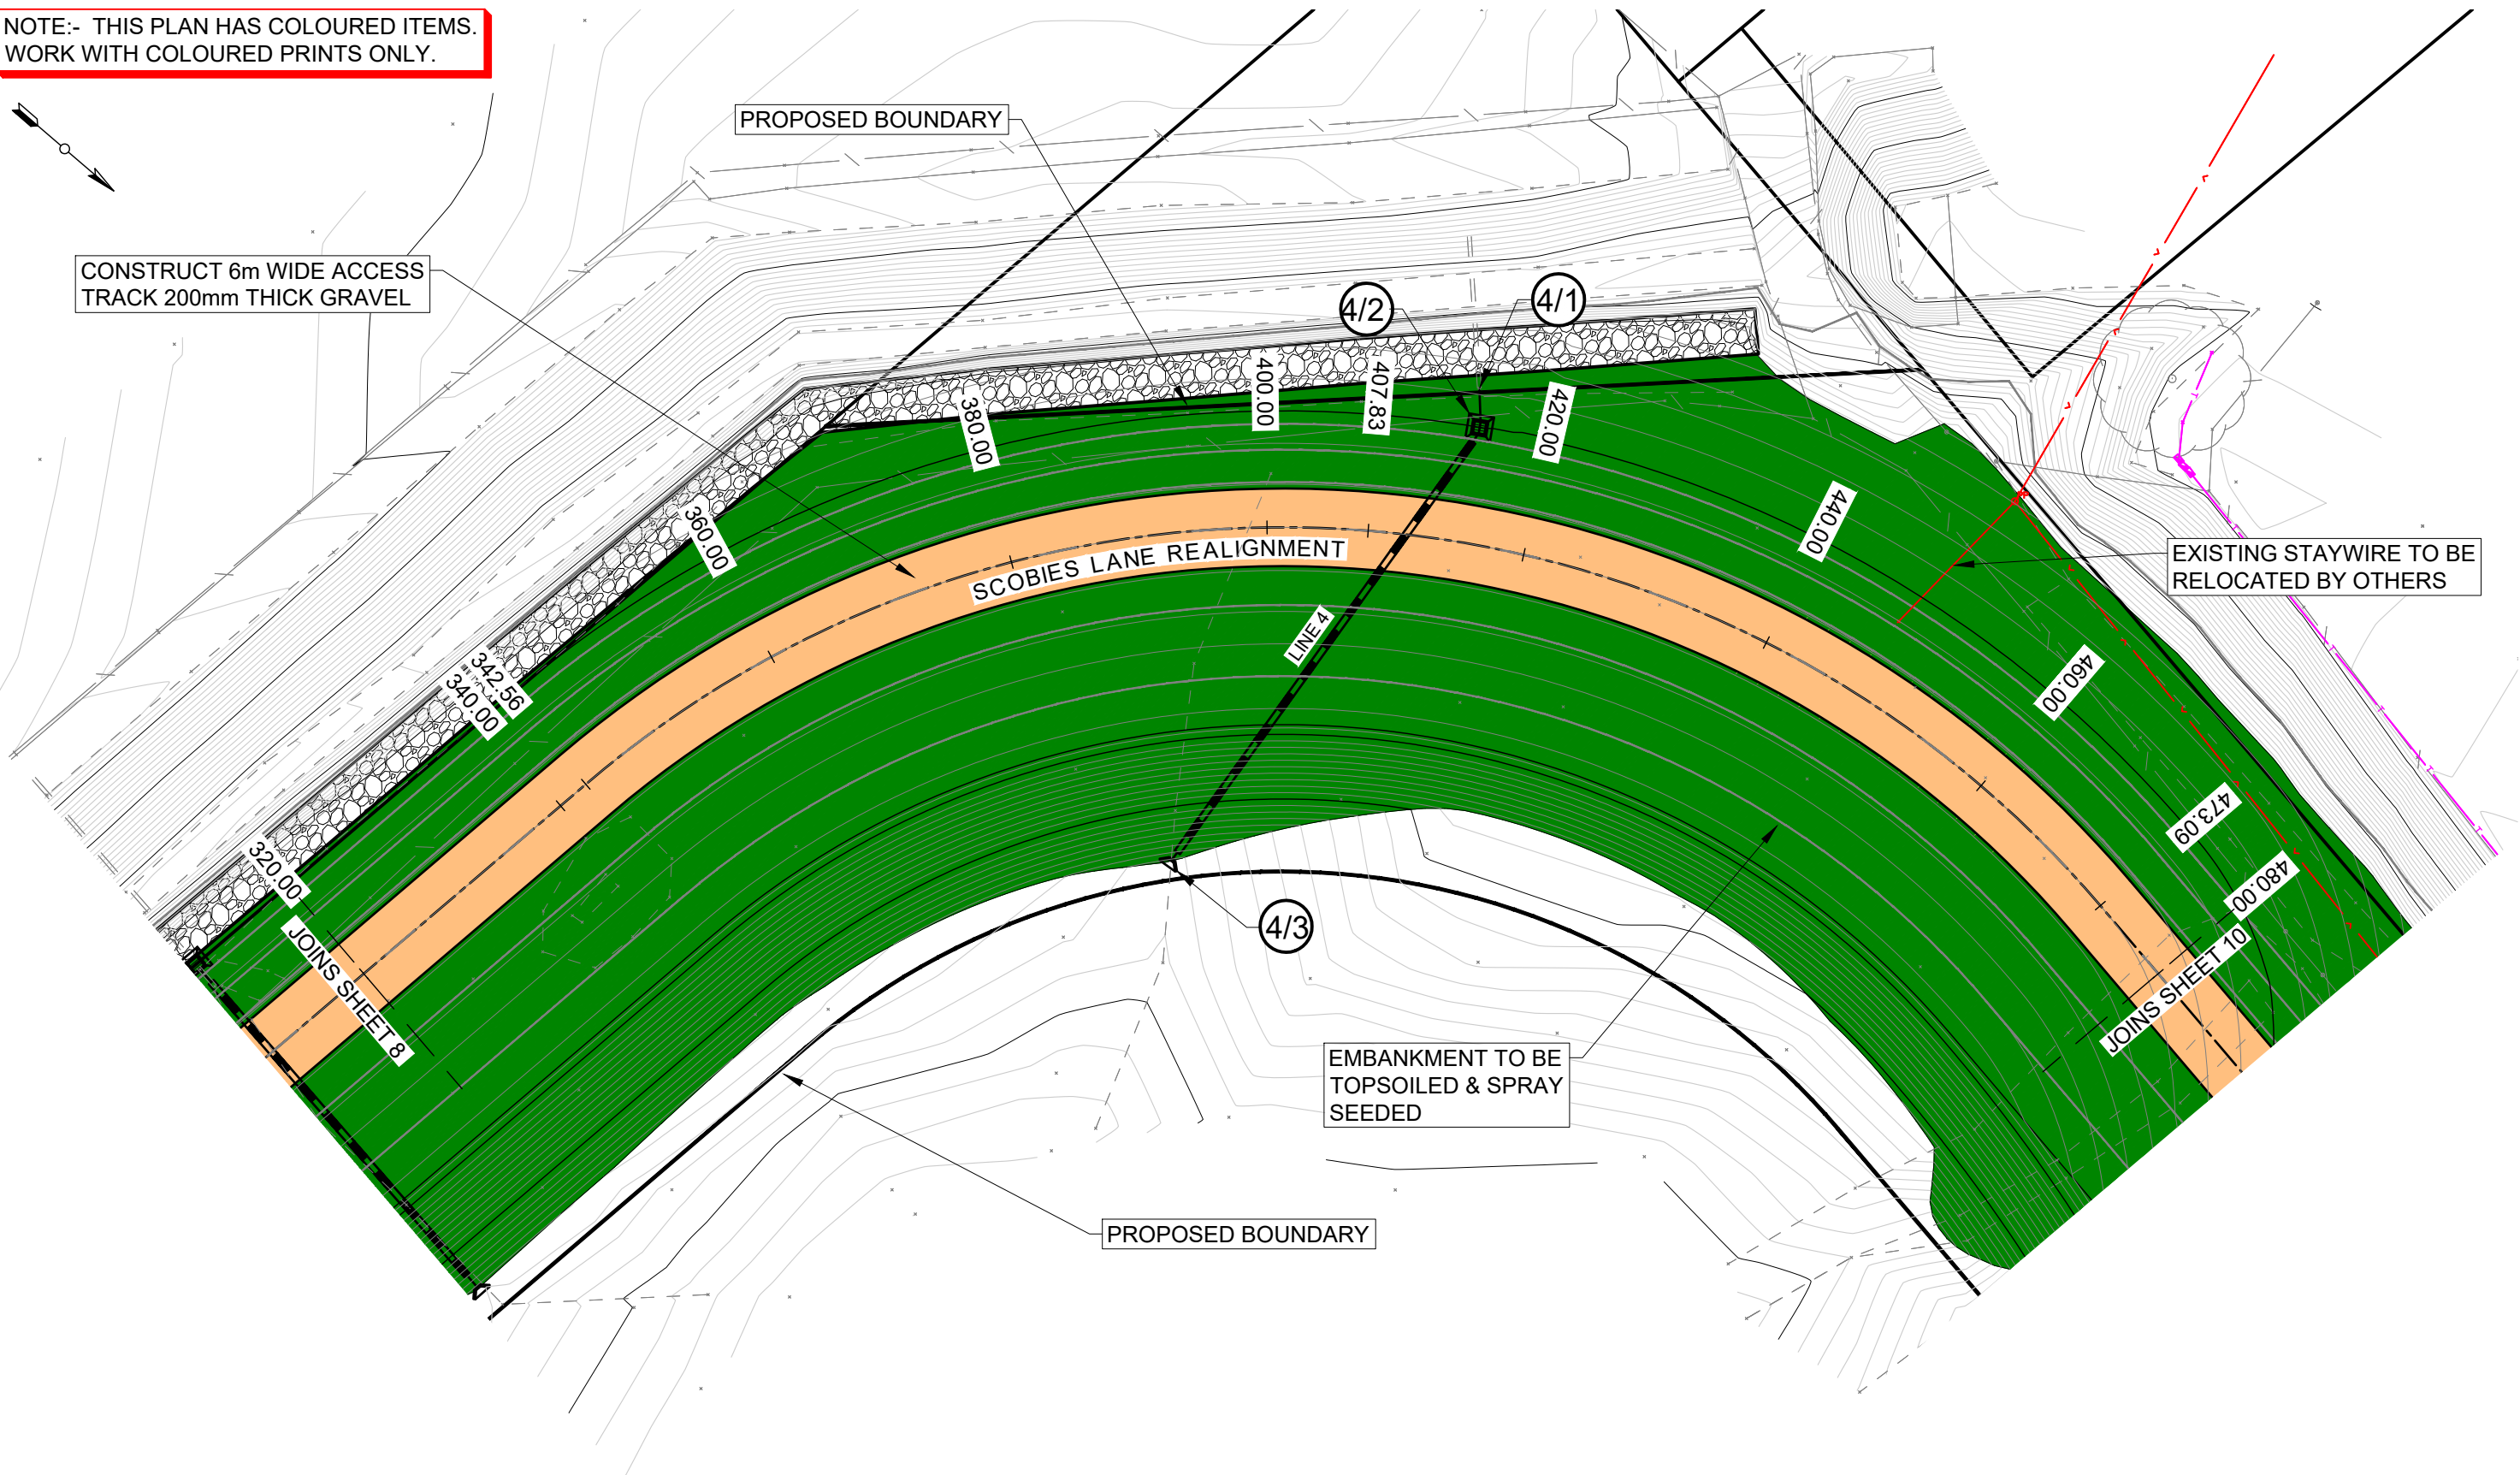 NOTE:- THIS PLAN HAS COLOURED ITEMS.
WORK WITH COLOURED PRINTS ONLY.
PROPOSED BOUNDARY
CONSTRUCT 6m WIDE ACCESS
TRACK 200mm THICK GRAVEL
4/2
4/1
380.00
400.00
407.83
420.00
440.00
360.00
SCOBIES LANE REALIGNMENT
EXISTING STAYWIRE TO BE
RELOCATED BY OTHERS
LINE 4
342.56
340.00
460.00
473.09
480.00
320.00
JOINS SHEET 8
JOINS SHEET 10
4/3
EMBANKMENT TO BE
TOPSOILED & SPRAY
SEEDED
PROPOSED BOUNDARY